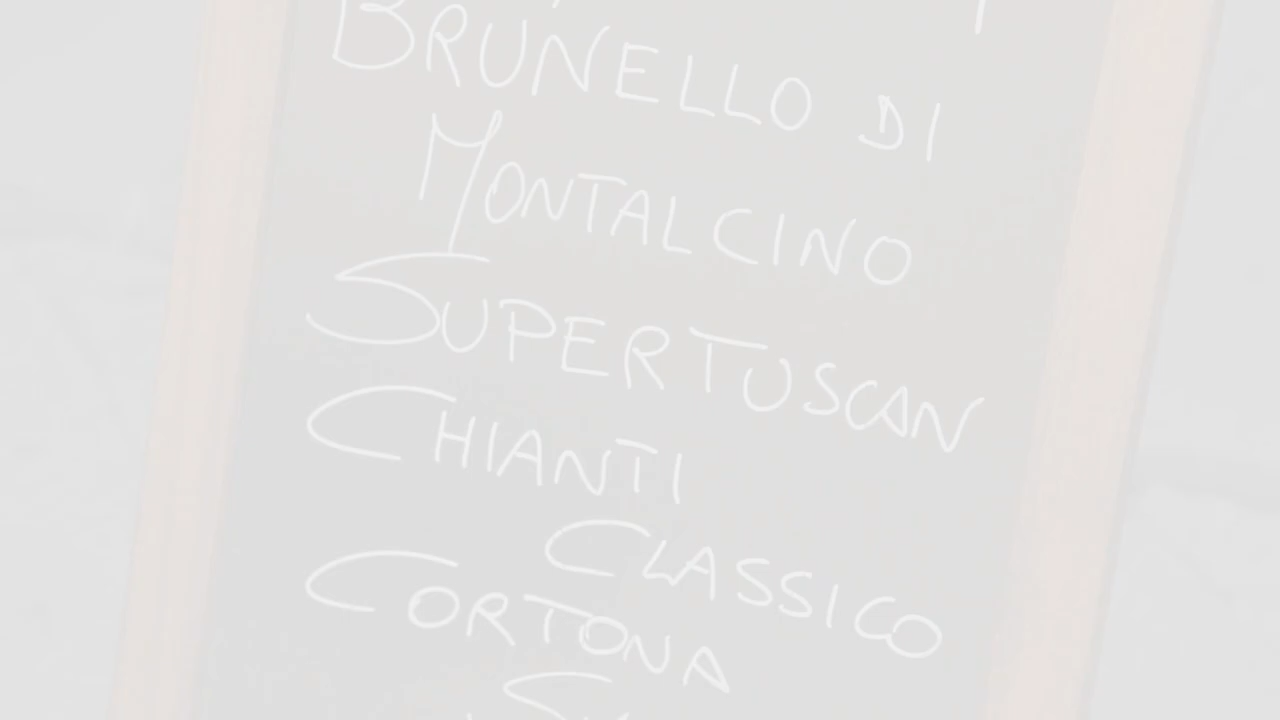 BRUNELLO DI
MONTALCINO
SUPERTUSCAN
CHIANTI
CLASSICO
CORTONA